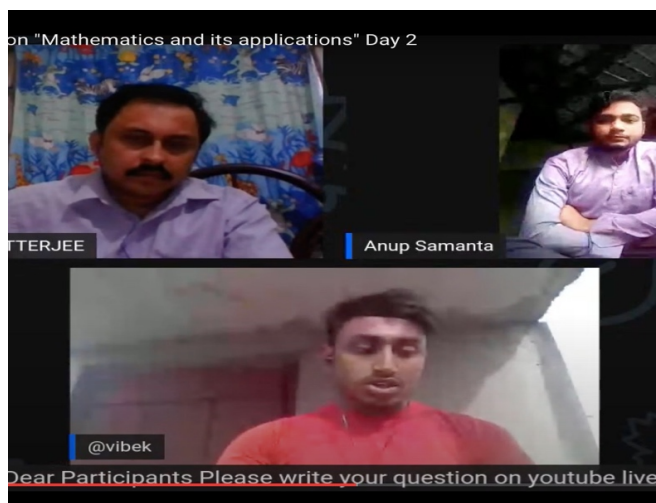 on "Mathematics and its applications" Day 2
TTERJEE
Anup Samanta
@vibek
Dear Participants Please write your question on youtube live